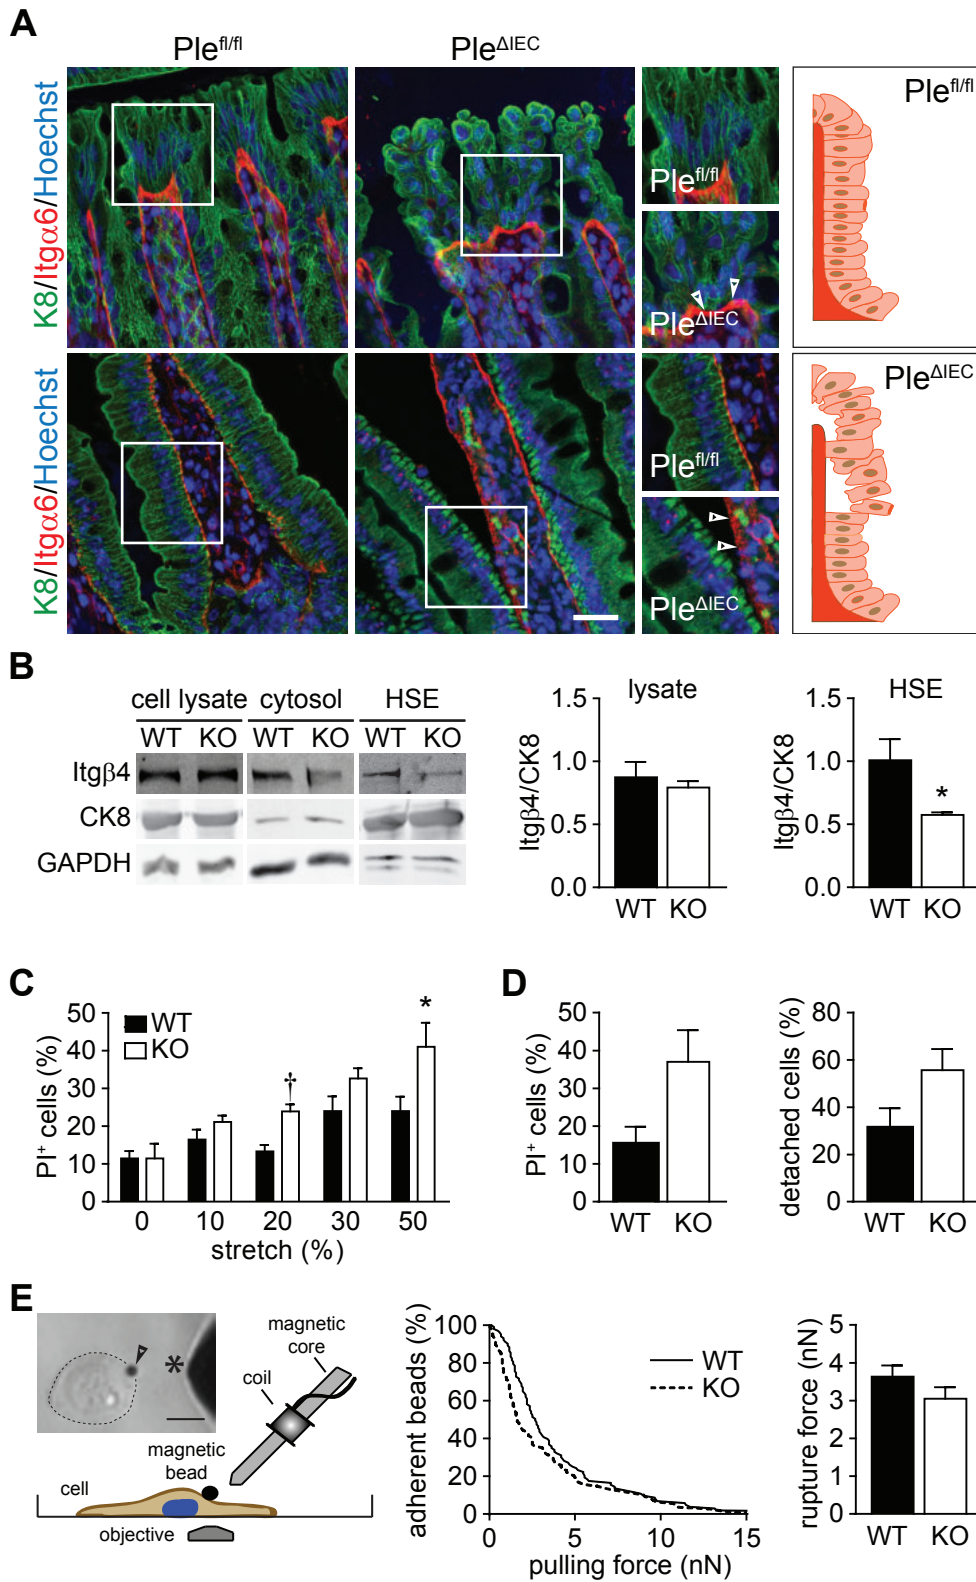 A
Ple^fl/fl
Ple^ΔIEC
K8/Itgα6/Hoechst
Ple^fl/fl
Ple^ΔIEC
Ple^fl/fl
K8/Itgα6/Hoechst
Ple^fl/fl
Ple^ΔIEC
Ple^ΔIEC
B
cell lysate cytosol HSE
WT KO WT KO WT KO
Itgβ4
CK8
GAPDH
lysate
Itgβ4/CK8
1.5
1.0
0.5
0.0
WT KO
HSE
Itgβ4/CK8
1.5
1.0
0.5
0.0
*
WT KO
C
PI⁺ cells (%)
50
40
30
20
10
0
WT
KO
†
*
0 10 20 30 50
stretch (%)
D
PI⁺ cells (%)
50
40
30
20
10
0
WT KO
detached cells (%)
80
60
40
20
0
WT KO
E
*
magnetic
core
coil
magnetic
bead
cell
objective
adherent beads (%)
100
80
60
40
20
0
WT
KO
0 5 10 15
pulling force (nN)
rupture force (nN)
5
4
3
2
1
0
WT KO